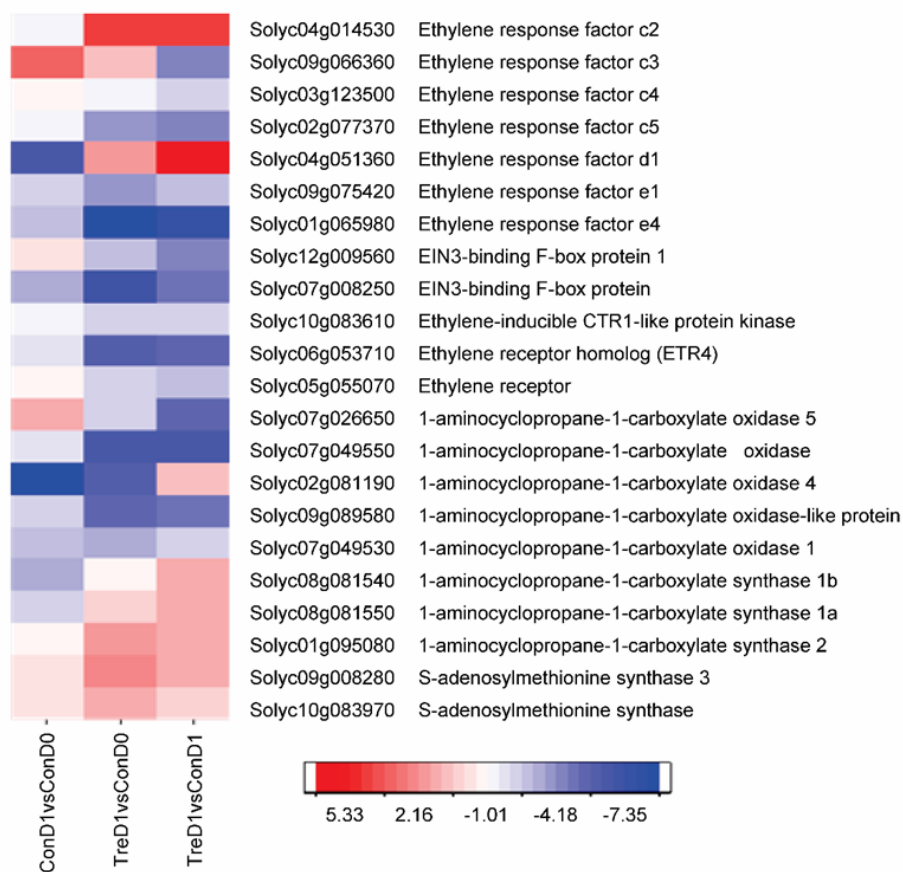 Solyc04g014530 Ethylene response factor c2
Solyc09g066360 Ethylene response factor c3
Solyc03g123500 Ethylene response factor c4
Solyc02g077370 Ethylene response factor c5
Solyc04g051360 Ethylene response factor d1
Solyc09g075420 Ethylene response factor e1
Solyc01g065980 Ethylene response factor e4
Solyc12g009560 EIN3-binding F-box protein 1
Solyc07g008250 EIN3-binding F-box protein
Solyc10g083610 Ethylene-inducible CTR1-like protein kinase
Solyc06g053710 Ethylene receptor homolog (ETR4)
Solyc05g055070 Ethylene receptor
Solyc07g026650 1-aminocyclopropane-1-carboxylate oxidase 5
Solyc07g049550 1-aminocyclopropane-1-carboxylate oxidase
Solyc02g081190 1-aminocyclopropane-1-carboxylate oxidase 4
Solyc09g089580 1-aminocyclopropane-1-carboxylate oxidase-like protein
Solyc07g049530 1-aminocyclopropane-1-carboxylate oxidase 1
Solyc08g081540 1-aminocyclopropane-1-carboxylate synthase 1b
Solyc08g081550 1-aminocyclopropane-1-carboxylate synthase 1a
Solyc01g095080 1-aminocyclopropane-1-carboxylate synthase 2
Solyc09g008280 S-adenosylmethionine synthase 3
Solyc10g083970 S-adenosylmethionine synthase
ConD1vsConD0
TreD1vsConD0
TreD1vsConD1
5.33 2.16 -1.01 -4.18 -7.35